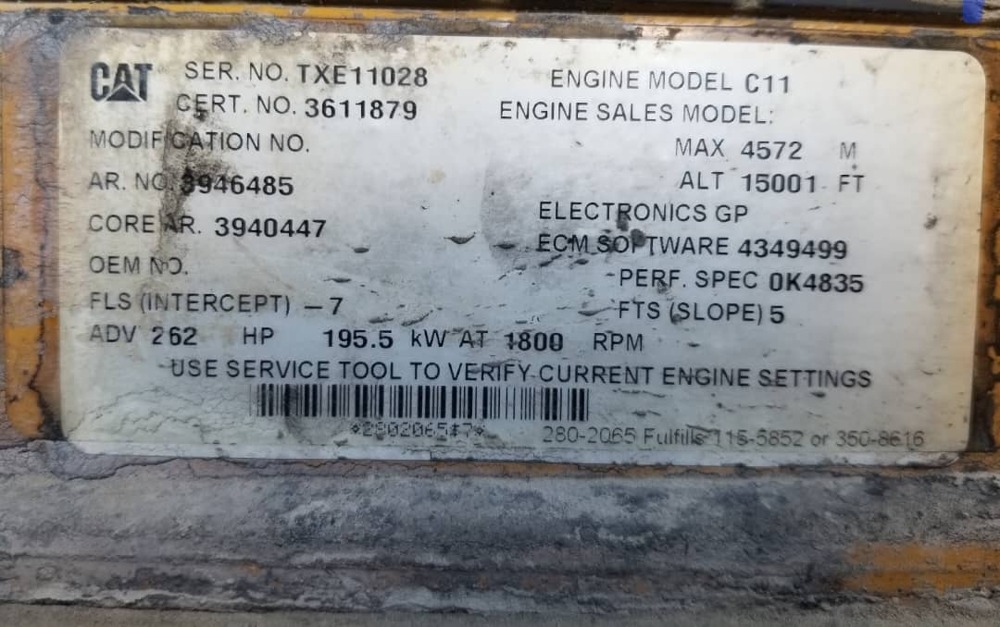 CAT SER. NO. TXE11028 ENGINE MODEL C11
CERT. NO. 3611879 ENGINE SALES MODEL:
MODIFICATION NO. MAX 4572 M
AR. NO. 3946485 ALT 15001 FT
CORE AR. 3940447 ELECTRONICS GP
ECM SOFTWARE 4349499
OEM NO. PERF. SPEC 0K4835
FLS (INTERCEPT) -7 FTS (SLOPE) 5
ADV 262 HP 195.5 kW AT 1800 RPM
USE SERVICE TOOL TO VERIFY CURRENT ENGINE SETTINGS
280-2065 Fulfills 115-5852 or 350-8616